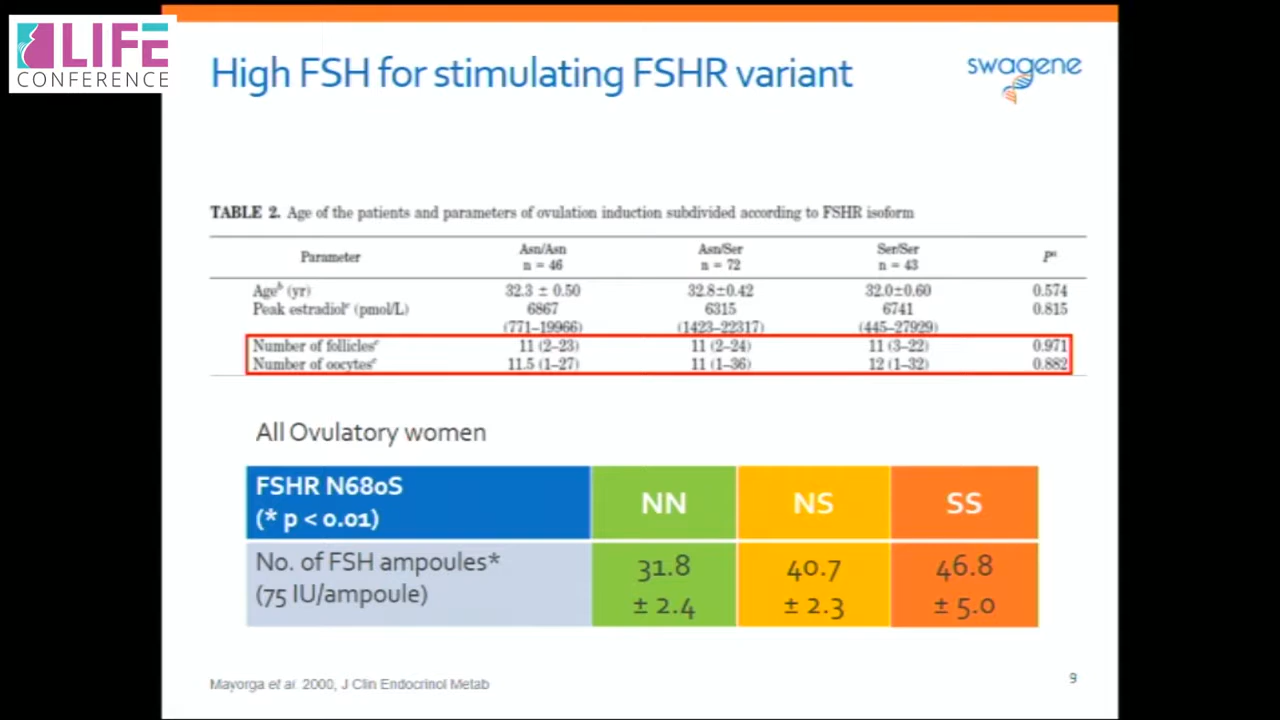 LIFE
CONFERENCE
High FSH for stimulating FSHR variant
swagene
TABLE 2. Age of the patients and parameters of ovulation induction subdivided according to FSHR isoform
Parameter Asn/Asn n = 46 Asn/Ser n = 72 Ser/Ser n = 43 Pa
Ageb (yr) 32.3 ± 0.50 32.8±0.42 32.0±0.60 0.574
Peak estradiolc (pmol/L) 6867 6315 6741 0.815
(771–19966) (1423–22317) (445–27929)
Number of folliclesc 11 (2–23) 11 (2–24) 11 (3–22) 0.971
Number of oocytesc 11.5 (1–27) 11 (1–36) 12 (1–32) 0.882
All Ovulatory women
FSHR N680S
(* p < 0.01)
NN NS SS
No. of FSH ampoules*
(75 IU/ampoule)
31.8 40.7 46.8
± 2.4 ± 2.3 ± 5.0
Mayorga et al. 2000, J Clin Endocrinol Metab
9